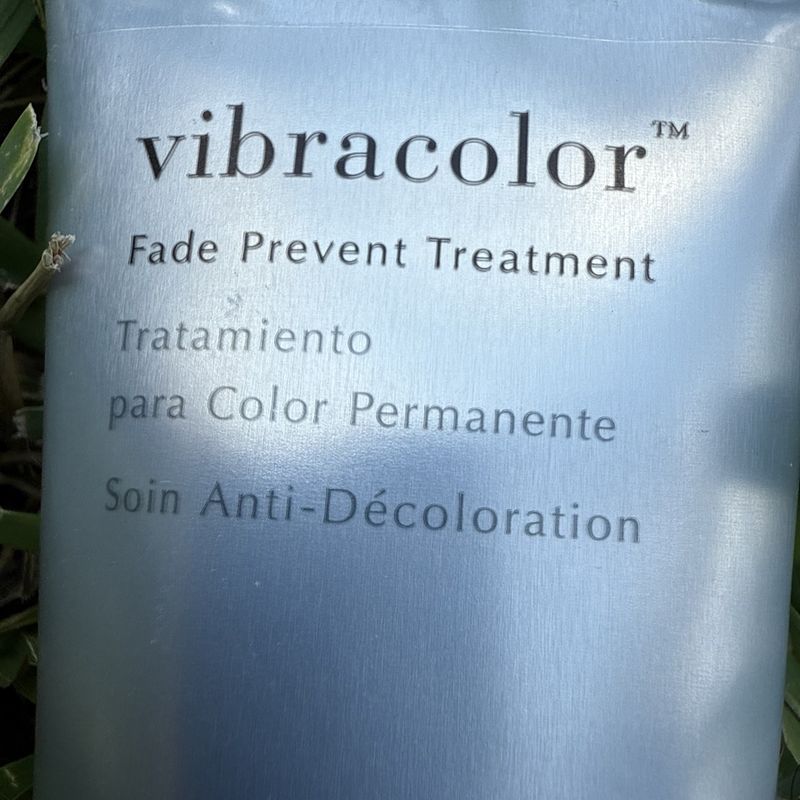 vibracolor™
Fade Prevent Treatment
Tratamiento
para Color Permanente
Soin Anti-Décoloration